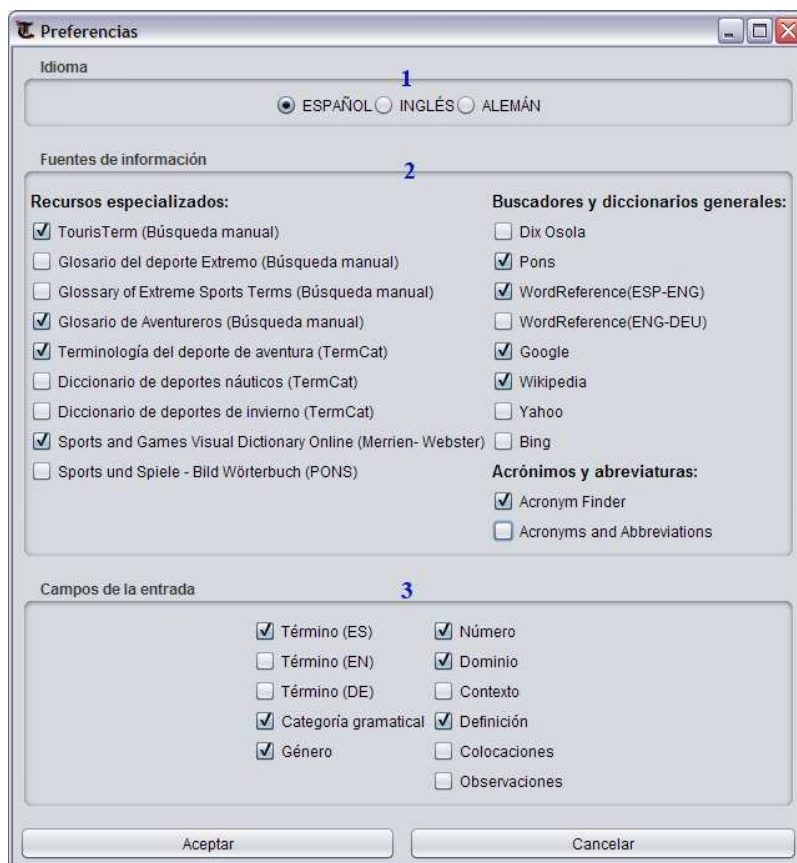 Preferencias
Idioma
1
ESPAÑOL INGLÉS ALEMÁN
Fuentes de información
2
Recursos especializados:
TourisTerm (Búsqueda manual)
Glosario del deporte Extremo (Búsqueda manual)
Glossary of Extreme Sports Terms (Búsqueda manual)
Glosario de Aventureros (Búsqueda manual)
Terminología del deporte de aventura (TermCat)
Diccionario de deportes náuticos (TermCat)
Diccionario de deportes de invierno (TermCat)
Sports and Games Visual Dictionary Online (Merrien- Webster)
Sports und Spiele - Bild Wörterbuch (PONS)
Buscadores y diccionarios generales:
Dix Osola
Pons
WordReference(ESP-ENG)
WordReference(ENG-DEU)
Google
Wikipedia
Yahoo
Bing
Acrónimos y abreviaturas:
Acronym Finder
Acronyms and Abbreviations
Campos de la entrada
3
Término (ES)
Término (EN)
Término (DE)
Categoría gramatical
Género
Número
Dominio
Contexto
Definición
Colocaciones
Observaciones
Aceptar
Cancelar